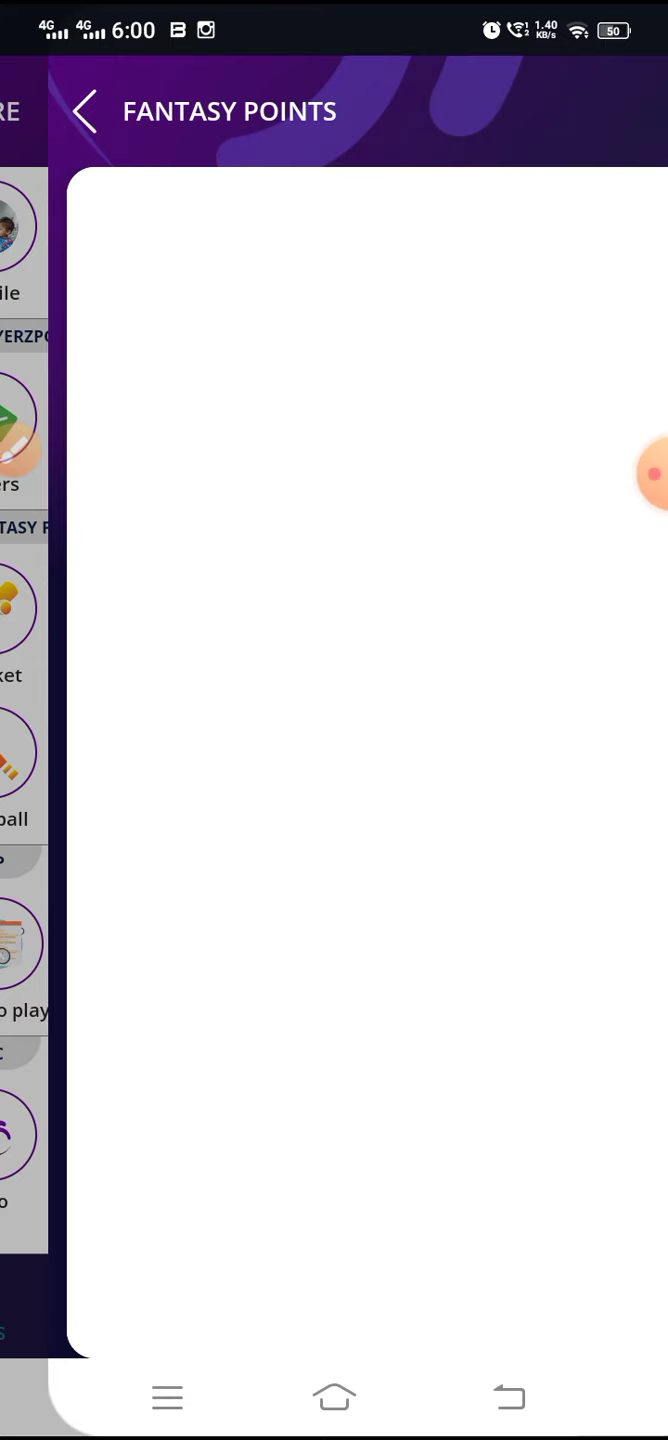 4G 4G 6:00 1.40 KB/s 50
RE
FANTASY POINTS
ile
YERZPO
ers
TASY F
ket
ball
P
o play
C
o
S